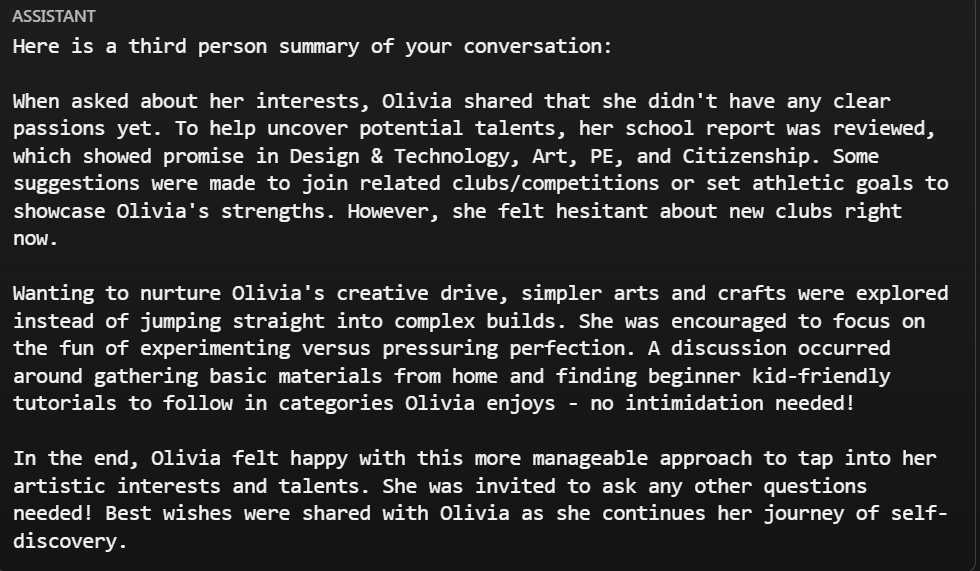 ASSISTANT
Here is a third person summary of your conversation:
When asked about her interests, Olivia shared that she didn't have any clear
passions yet. To help uncover potential talents, her school report was reviewed,
which showed promise in Design & Technology, Art, PE, and Citizenship. Some
suggestions were made to join related clubs/competitions or set athletic goals to
showcase Olivia's strengths. However, she felt hesitant about new clubs right
now.
Wanting to nurture Olivia's creative drive, simpler arts and crafts were explored
instead of jumping straight into complex builds. She was encouraged to focus on
the fun of experimenting versus pressuring perfection. A discussion occurred
around gathering basic materials from home and finding beginner kid-friendly
tutorials to follow in categories Olivia enjoys - no intimidation needed!
In the end, Olivia felt happy with this more manageable approach to tap into her
artistic interests and talents. She was invited to ask any other questions
needed! Best wishes were shared with Olivia as she continues her journey of self-
discovery.